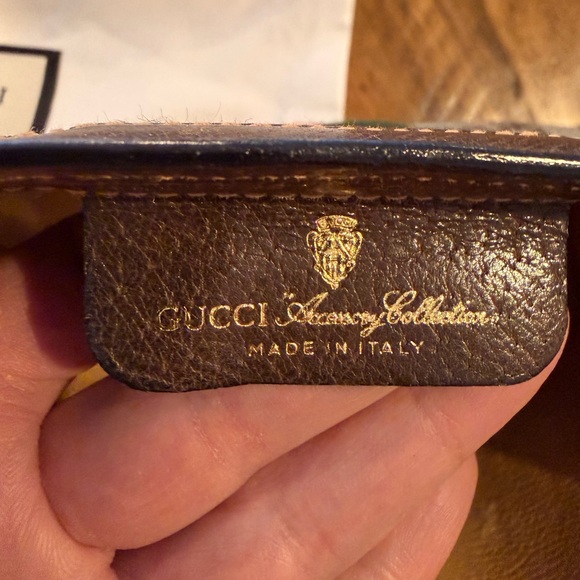 GUCCI "Accessory Collection"
MADE IN ITALY